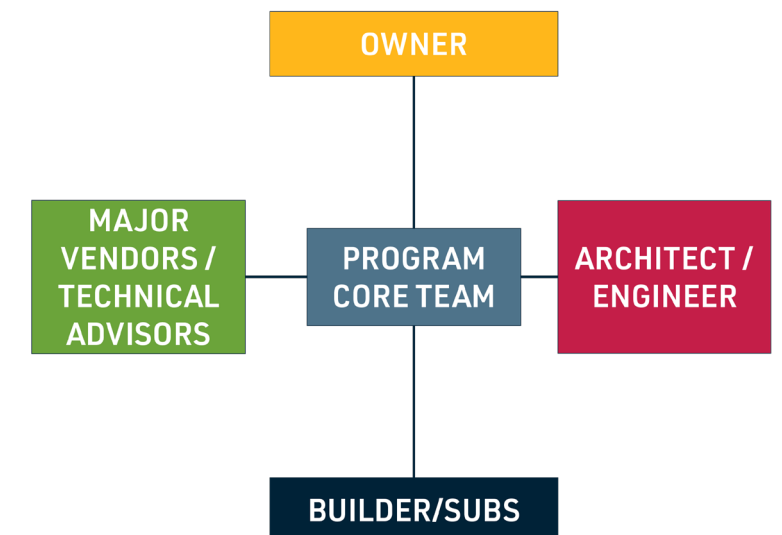 OWNER
MAJOR
VENDORS /
TECHNICAL
ADVISORS
PROGRAM
CORE TEAM
ARCHITECT /
ENGINEER
BUILDER/SUBS